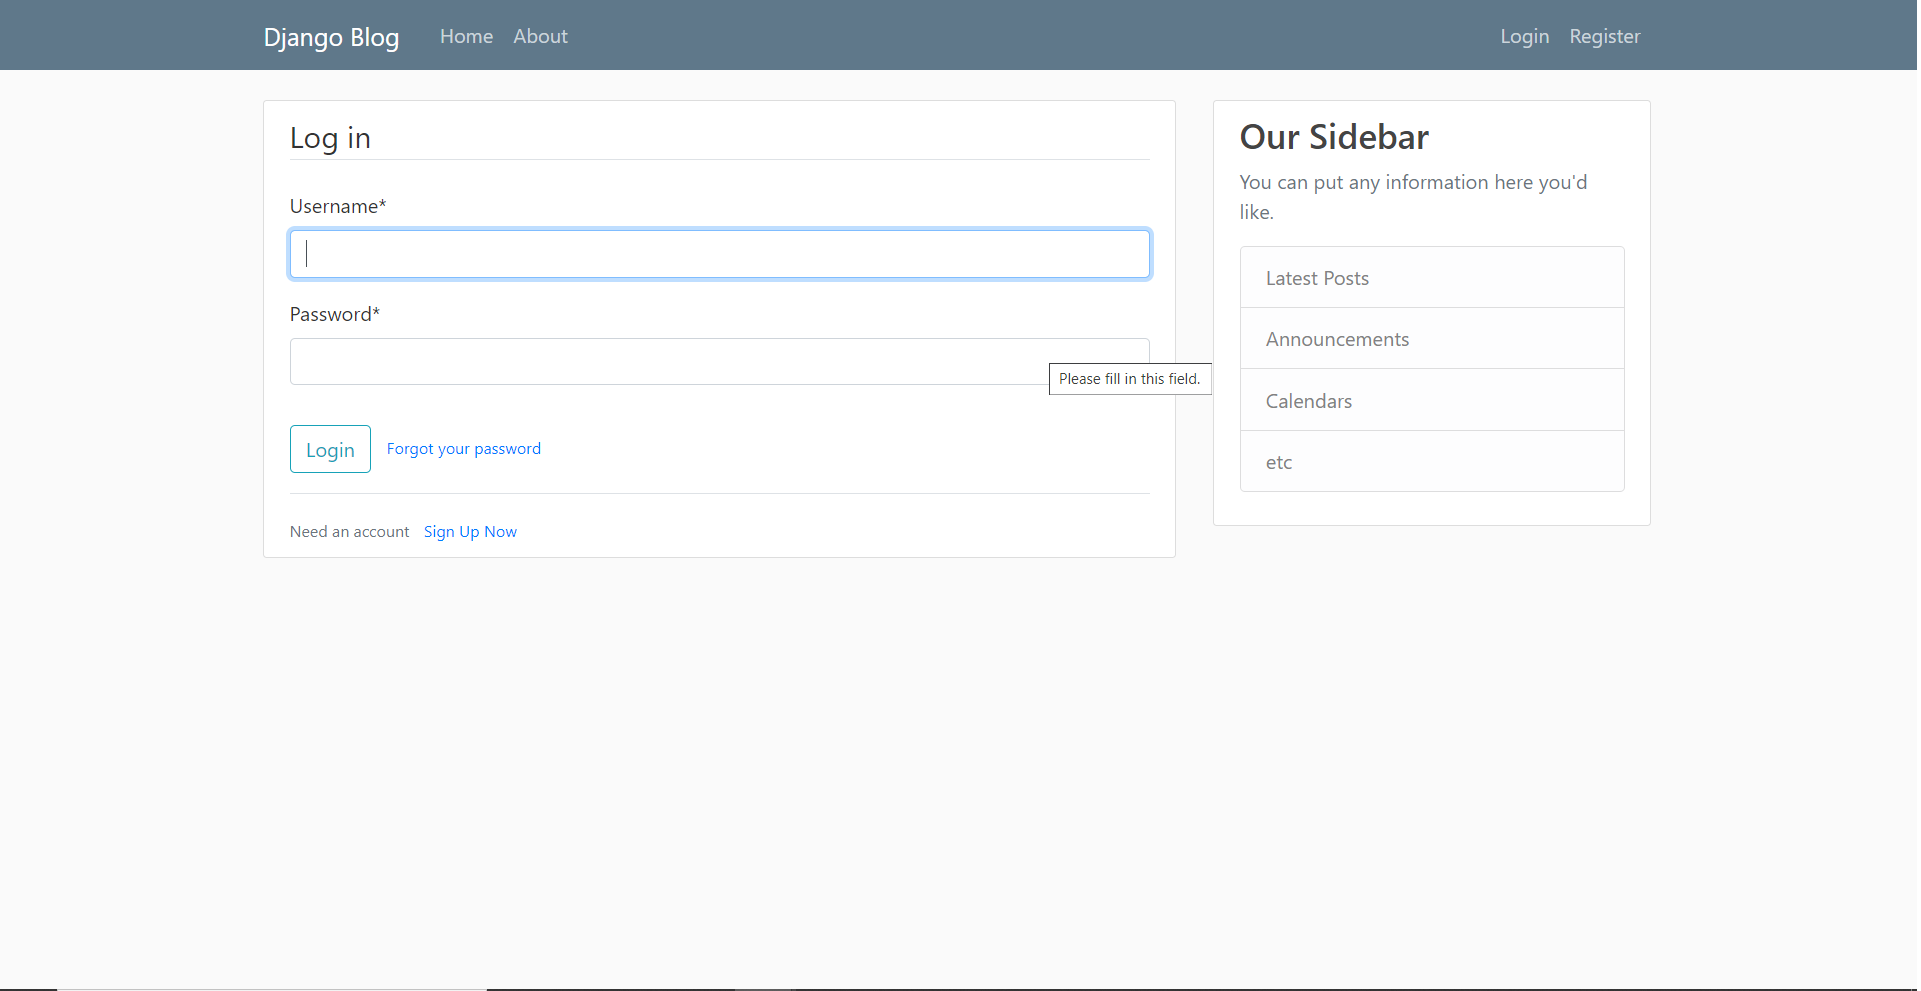 Django Blog Home About Login Register
Log in
Username*
Password*
Please fill in this field.
Login Forgot your password
Need an account Sign Up Now
Our Sidebar
You can put any information here you'd
like.
Latest Posts
Announcements
Calendars
etc